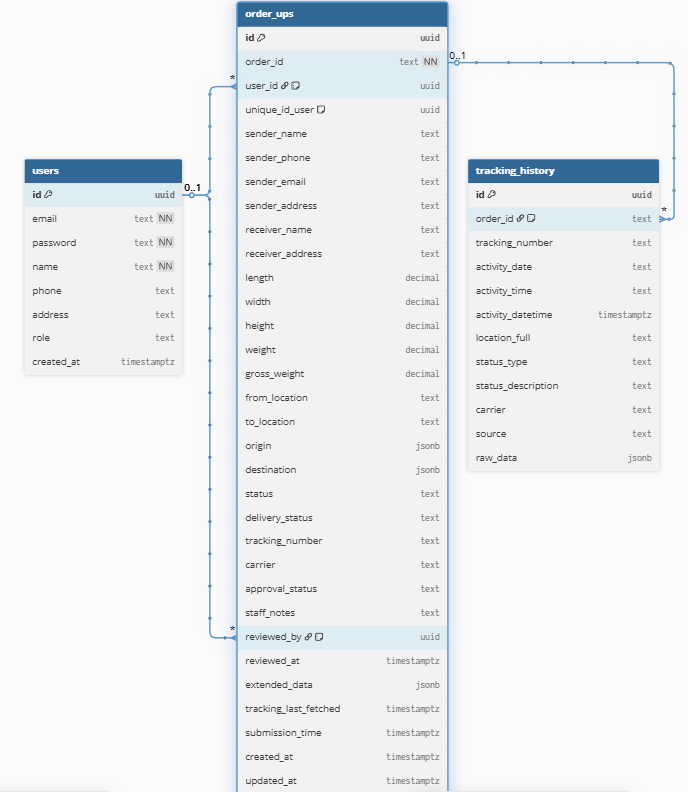 order_ups
id uuid
order_id text NN
0..1
*
user_id uuid
unique_id_user uuid
sender_name text
sender_phone text
sender_email text
sender_address text
receiver_name text
receiver_address text
length decimal
width decimal
height decimal
weight decimal
gross_weight decimal
from_location text
to_location text
origin jsonb
destination jsonb
status text
delivery_status text
tracking_number text
carrier text
approval_status text
staff_notes text
*
reviewed_by uuid
reviewed_at timestamptz
extended_data jsonb
tracking_last_fetched timestamptz
submission_time timestamptz
created_at timestamptz
updated_at timestamptz
users
id uuid
0..1
email text NN
password text NN
name text NN
phone text
address text
role text
created_at timestamptz
tracking_history
id uuid
*
order_id text
tracking_number text
activity_date text
activity_time text
activity_datetime timestamptz
location_full text
status_type text
status_description text
carrier text
source text
raw_data jsonb